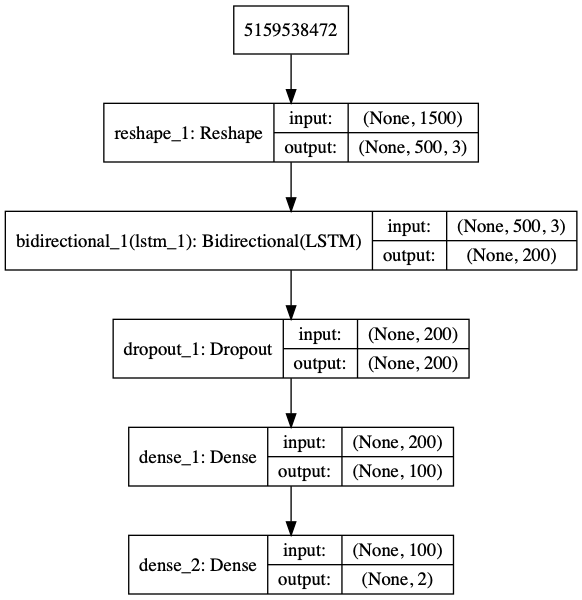 5159538472
reshape_1: Reshape
input:
(None, 1500)
output:
(None, 500, 3)
bidirectional_1(lstm_1): Bidirectional(LSTM)
input:
(None, 500, 3)
output:
(None, 200)
dropout_1: Dropout
input:
(None, 200)
output:
(None, 200)
dense_1: Dense
input:
(None, 200)
output:
(None, 100)
dense_2: Dense
input:
(None, 100)
output:
(None, 2)